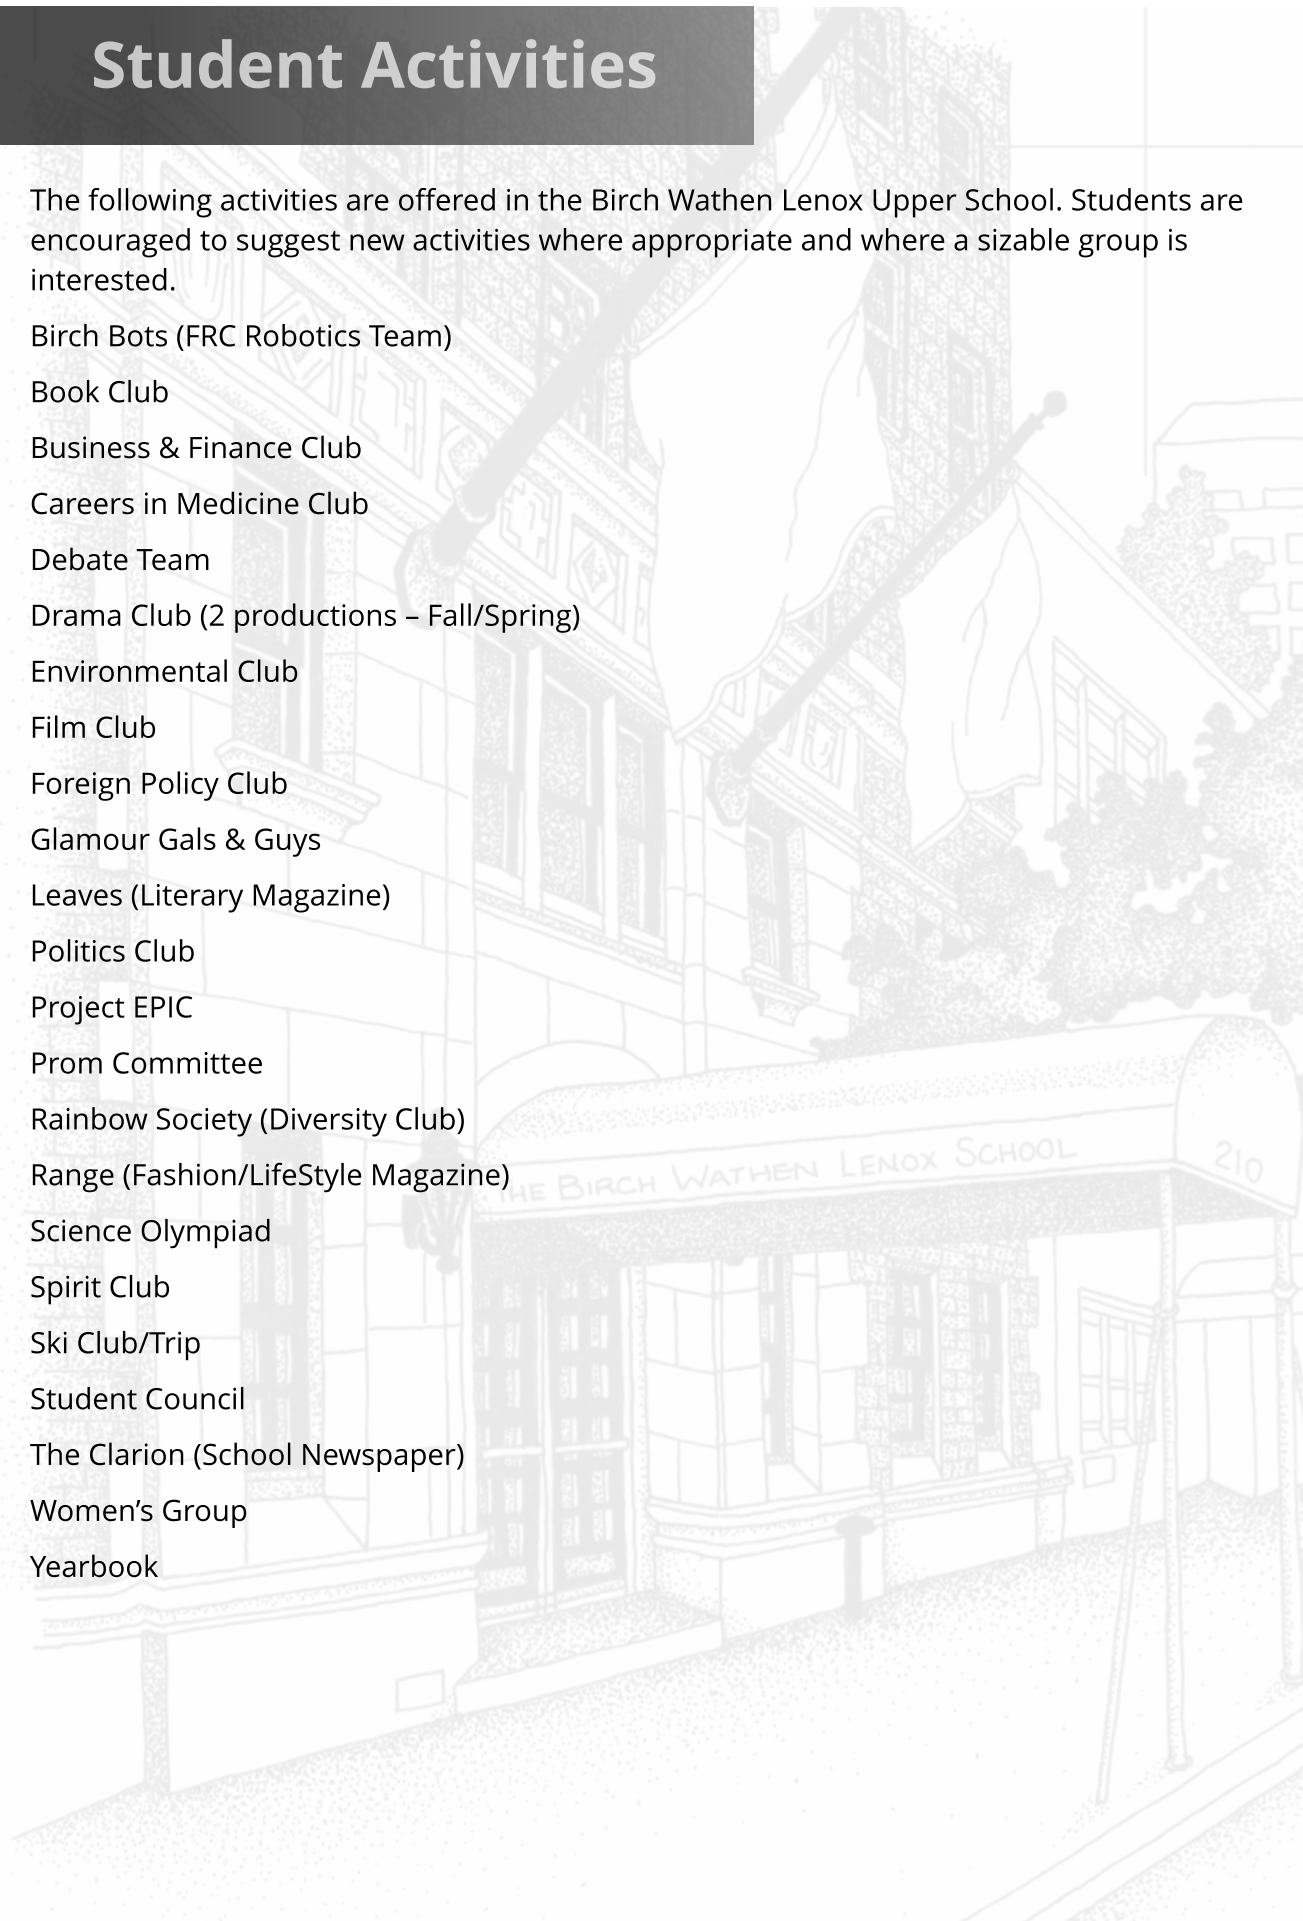 Student Activities
The following activities are offered in the Birch Wathen Lenox Upper School. Students are
encouraged to suggest new activities where appropriate and where a sizable group is
interested.
Birch Bots (FRC Robotics Team)
Book Club
Business & Finance Club
Careers in Medicine Club
Debate Team
Drama Club (2 productions – Fall/Spring)
Environmental Club
Film Club
Foreign Policy Club
Glamour Gals & Guys
Leaves (Literary Magazine)
Politics Club
Project EPIC
Prom Committee
Rainbow Society (Diversity Club)
Range (Fashion/LifeStyle Magazine)
THE BIRCH WATHEN LENOX SCHOOL
210
Science Olympiad
Spirit Club
Ski Club/Trip
Student Council
The Clarion (School Newspaper)
Women’s Group
Yearbook